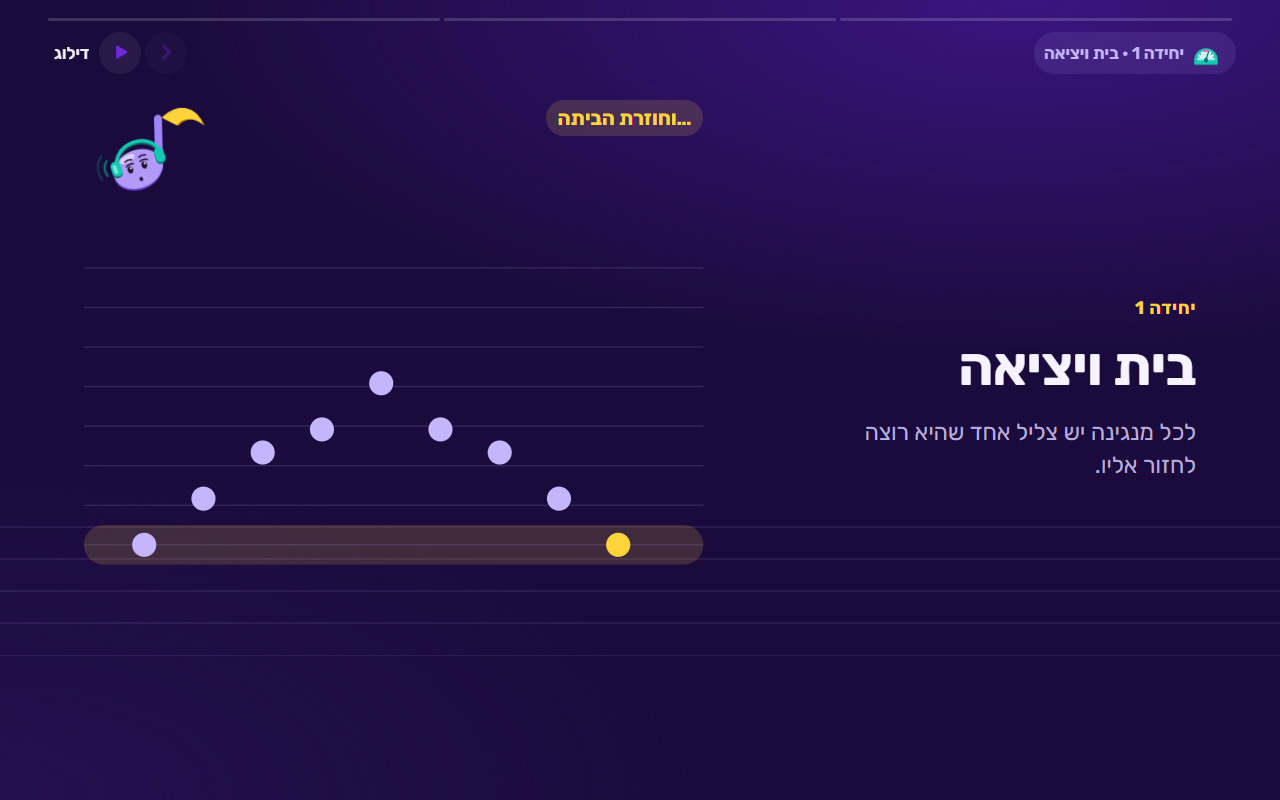 יחידה 1 • בית ויציאה
דילוג
...וחוזרת הביתה
יחידה 1
בית ויציאה
לכל מנגינה יש צליל אחד שהיא רוצה
לחזור אליו.